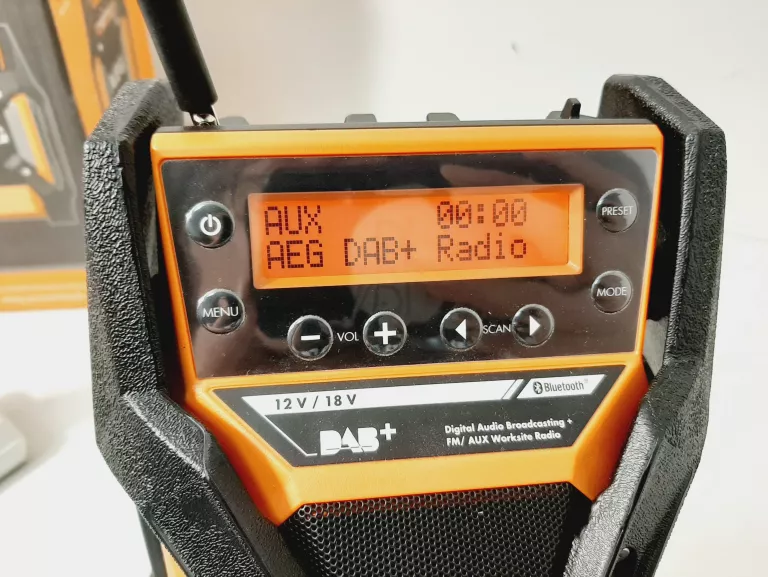 AUX 00:00
AEG DAB+ Radio
PRESET
MENU
MODE
VOL
SCAN
12 V / 18 V
Bluetooth®
DAB+
Digital Audio Broadcasting +
FM/ AUX Worksite Radio